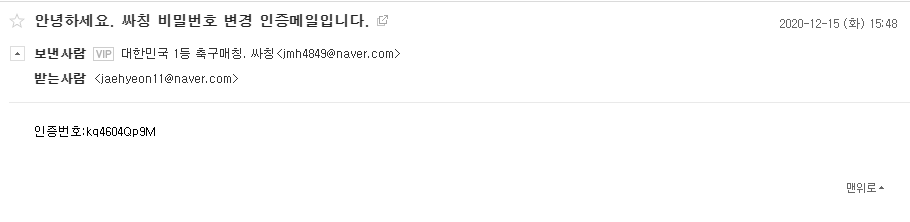 안녕하세요. 싸칭 비밀번호 변경 인증메일입니다.
2020-12-15 (화) 15:48
보낸사람 VIP 대한민국 1등 축구매칭. 싸칭<jmh4849@naver.com>
받는사람 <jaehyeon11@naver.com>
인증번호:kq4604Qp9M
맨위로